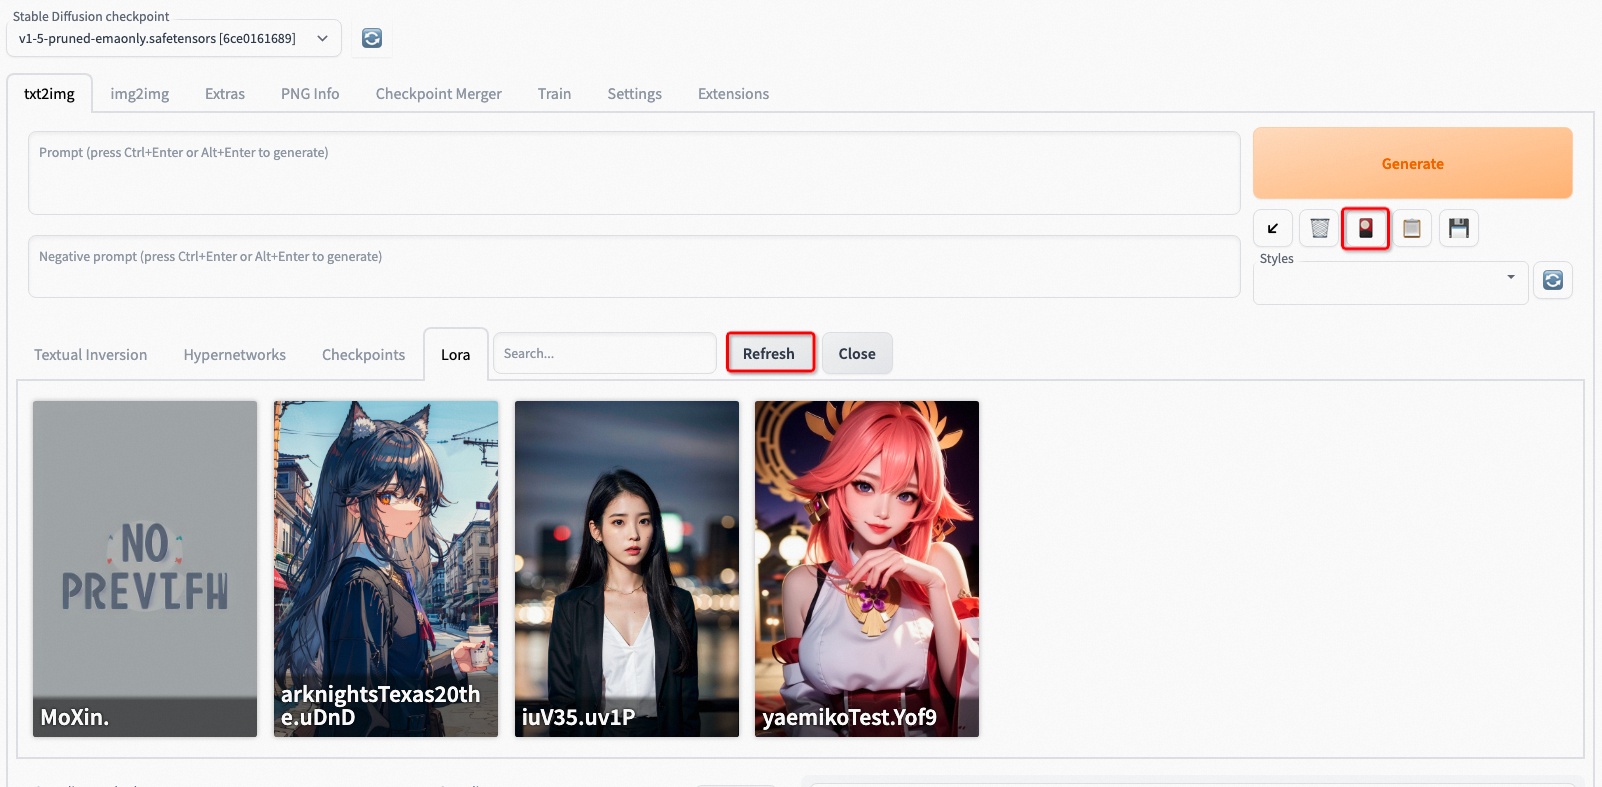 Stable Diffusion checkpoint
v1-5-pruned-emaonly.safetensors [6ce0161689]
txt2img img2img Extras PNG Info Checkpoint Merger Train Settings Extensions
Prompt (press Ctrl+Enter or Alt+Enter to generate)
Generate
Negative prompt (press Ctrl+Enter or Alt+Enter to generate)
Styles
Textual Inversion Hypernetworks Checkpoints Lora Search... Refresh Close
NO
PREVIFW
MoXin.
arknightsTexas20th
e.uDnD
iuV35.uv1P
yaemikoTest.Yof9